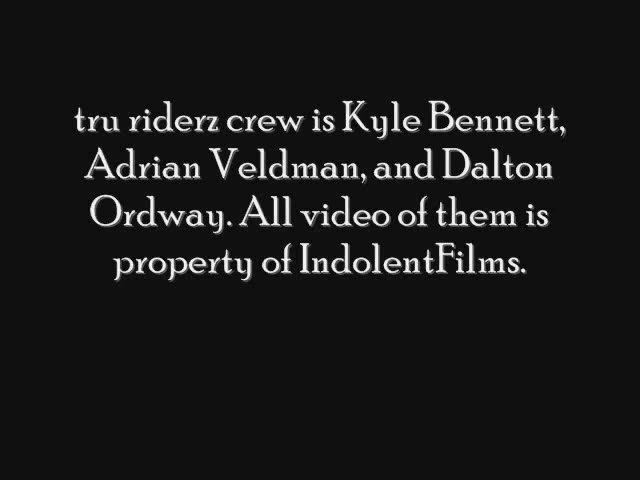 tru riderz crew is Kyle Bennett,
Adrian Veldman, and Dalton
Ordway. All video of them is
property of IndolentFilms.